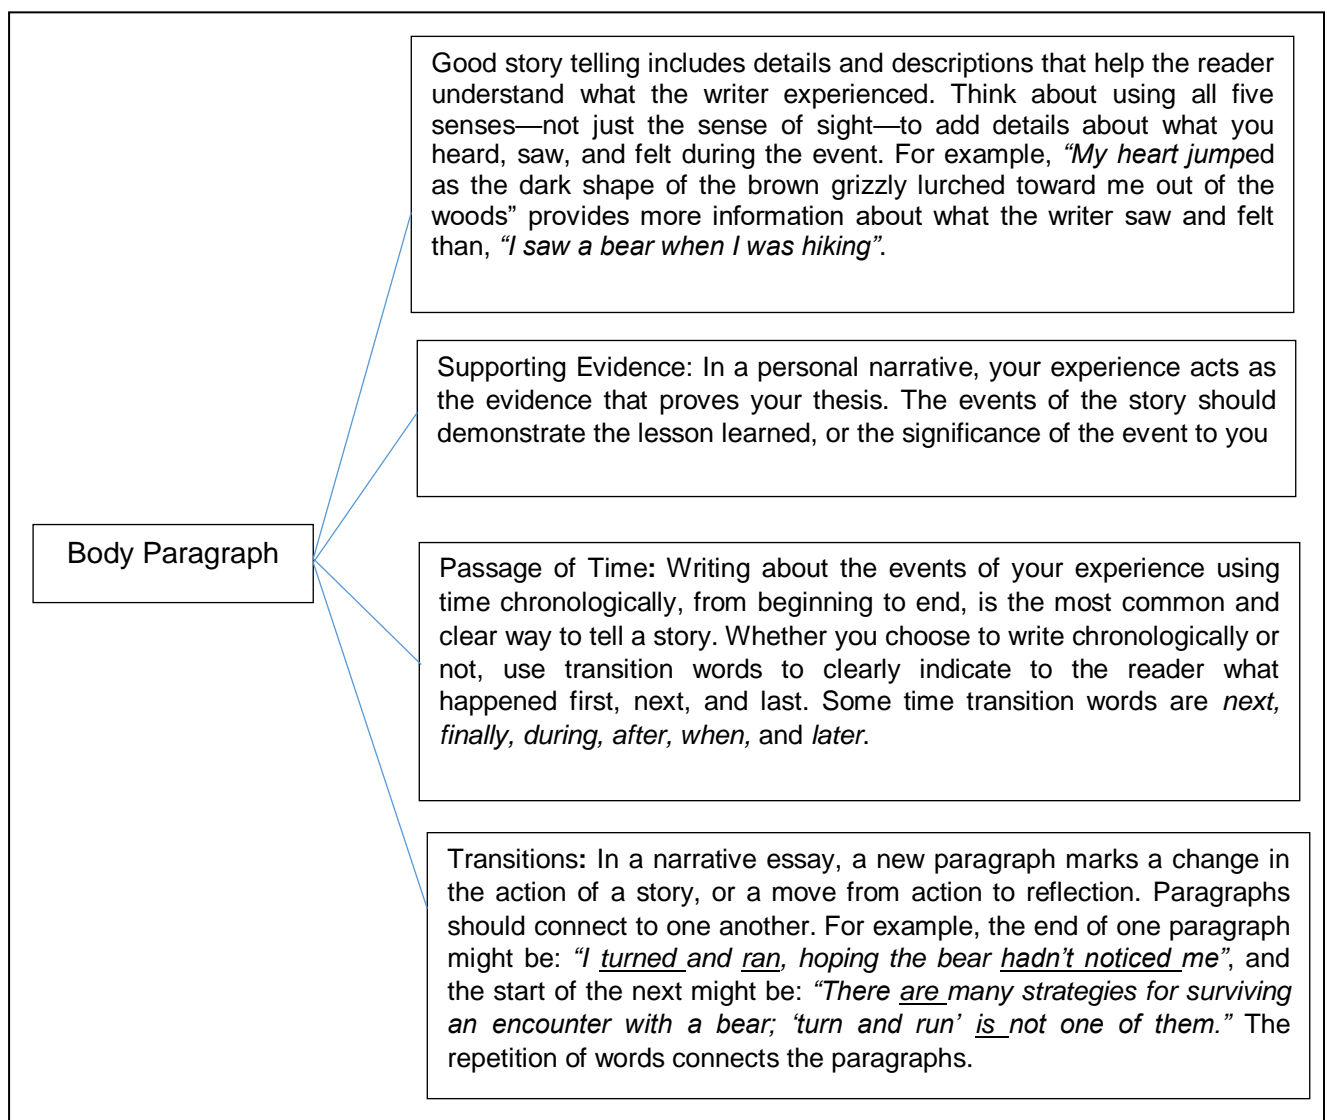 Good story telling includes details and descriptions that help the reader
understand what the writer experienced. Think about using all five
senses—not just the sense of sight—to add details about what you
heard, saw, and felt during the event. For example, “My heart jumped
as the dark shape of the brown grizzly lurched toward me out of the
woods” provides more information about what the writer saw and felt
than, “I saw a bear when I was hiking”.
Supporting Evidence: In a personal narrative, your experience acts as
the evidence that proves your thesis. The events of the story should
demonstrate the lesson learned, or the significance of the event to you
Body Paragraph
Passage of Time: Writing about the events of your experience using
time chronologically, from beginning to end, is the most common and
clear way to tell a story. Whether you choose to write chronologically or
not, use transition words to clearly indicate to the reader what
happened first, next, and last. Some time transition words are next,
finally, during, after, when, and later.
Transitions: In a narrative essay, a new paragraph marks a change in
the action of a story, or a move from action to reflection. Paragraphs
should connect to one another. For example, the end of one paragraph
might be: “I turned and ran, hoping the bear hadn’t noticed me”, and
the start of the next might be: “There are many strategies for surviving
an encounter with a bear; ‘turn and run’ is not one of them.” The
repetition of words connects the paragraphs.